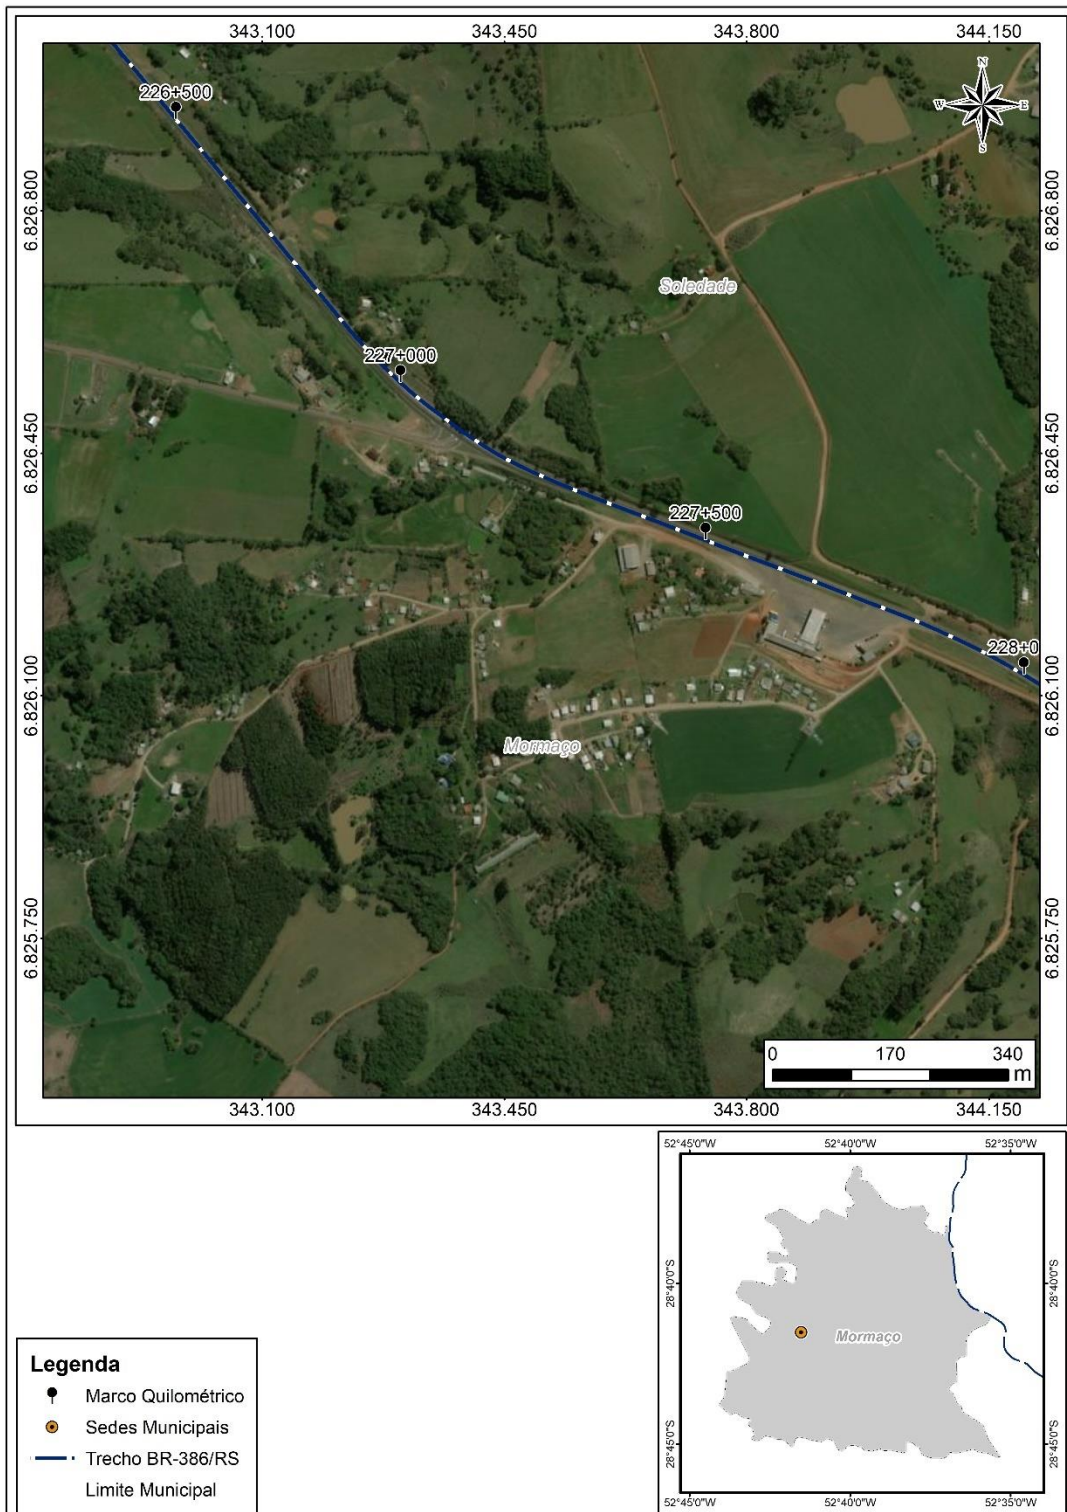 343.100 343.450 343.800 344.150
N
W E
S
226+500
6.826.800 6.826.800
Soledade
227+000
6.826.450 6.826.450
227+500
228+0
6.826.100 6.826.100
Mormaço
6.825.750 6.825.750
0 170 340
m
343.100 343.450 343.800 344.150
52°45'0"W 52°40'0"W 52°35'0"W
28°40'0"S 28°40'0"S
Mormaço
28°45'0"S 28°45'0"S
52°45'0"W 52°40'0"W 52°35'0"W
Legenda
Marco Quilométrico
Sedes Municipais
Trecho BR-386/RS
Limite Municipal